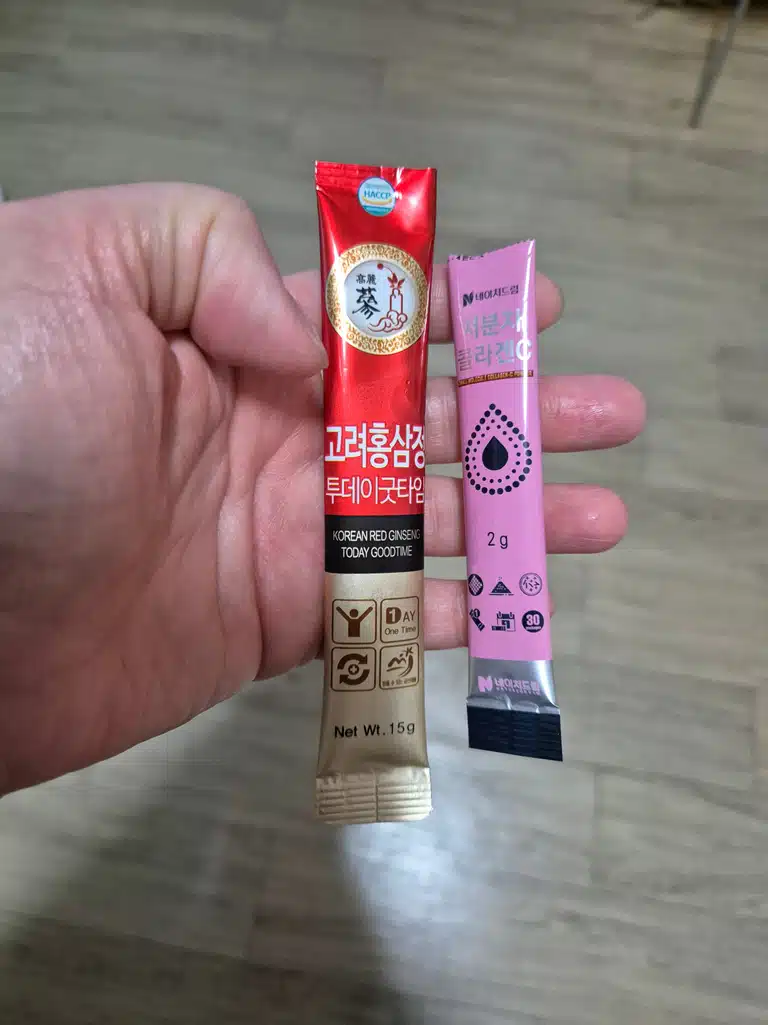 HACCP
高麗
蔘
고려홍삼정
투데이굿타임
KOREAN RED GINSENG
TODAY GOODTIME
1 DAY
One Time
Net Wt.15g
N 네이처드림
저분자
콜라겐C
2 g
30
N 네이처드림